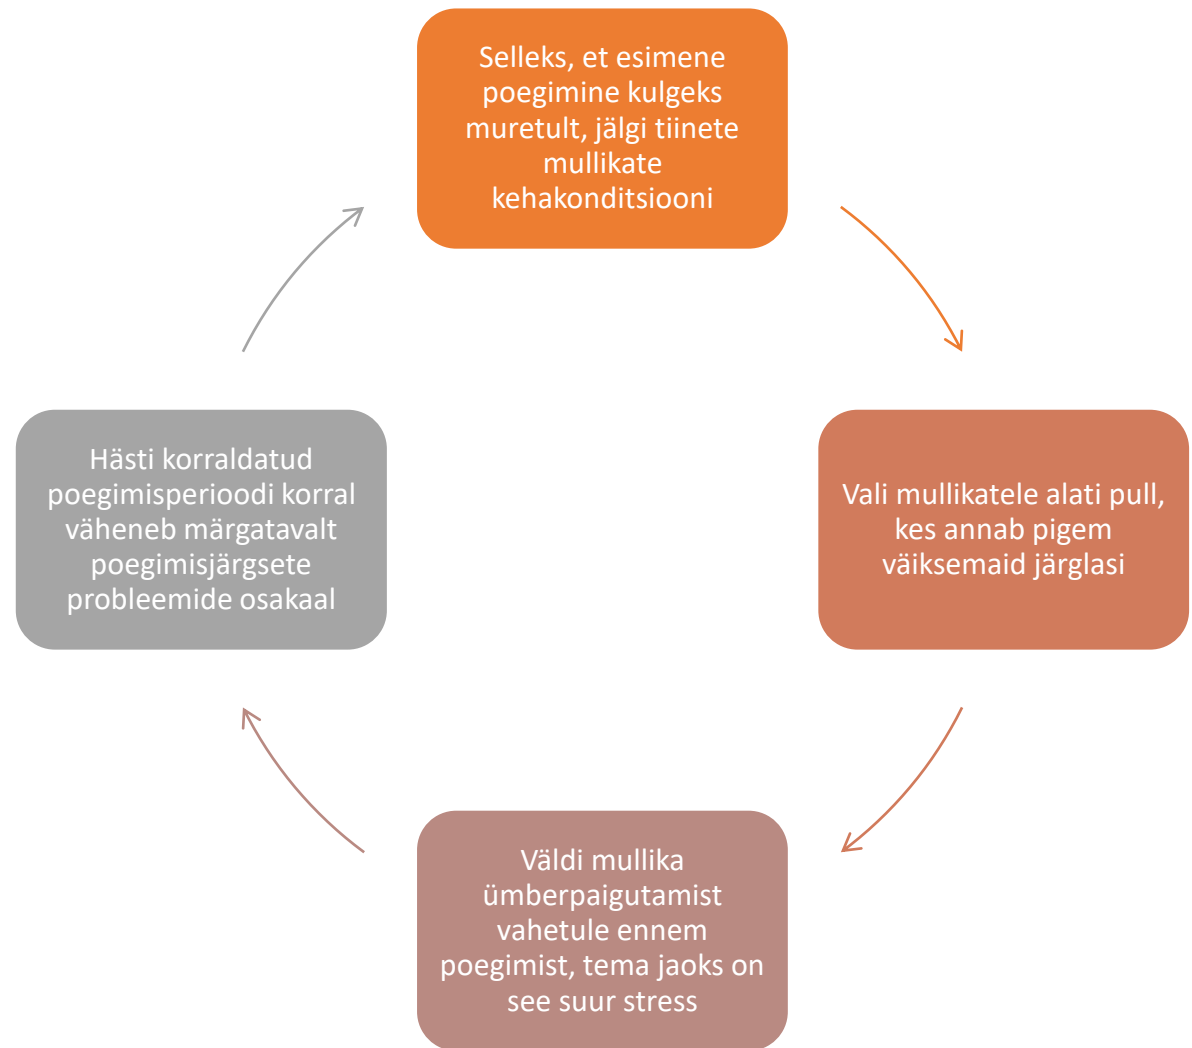 Selleks, et esimene
poegimine kulgeks
muretult, jälgi tiinete
mullikate
kehakonditsiooni
Vali mullikatele alati pull,
kes annab pigem
väiksemaid järglasi
Väldi mullika
ümberpaigutamist
vahetule ennem
poegimist, tema jaoks on
see suur stress
Hästi korraldatud
poegimisperioodi korral
väheneb märgatavalt
poegimisjärgsete
probleemide osakaal